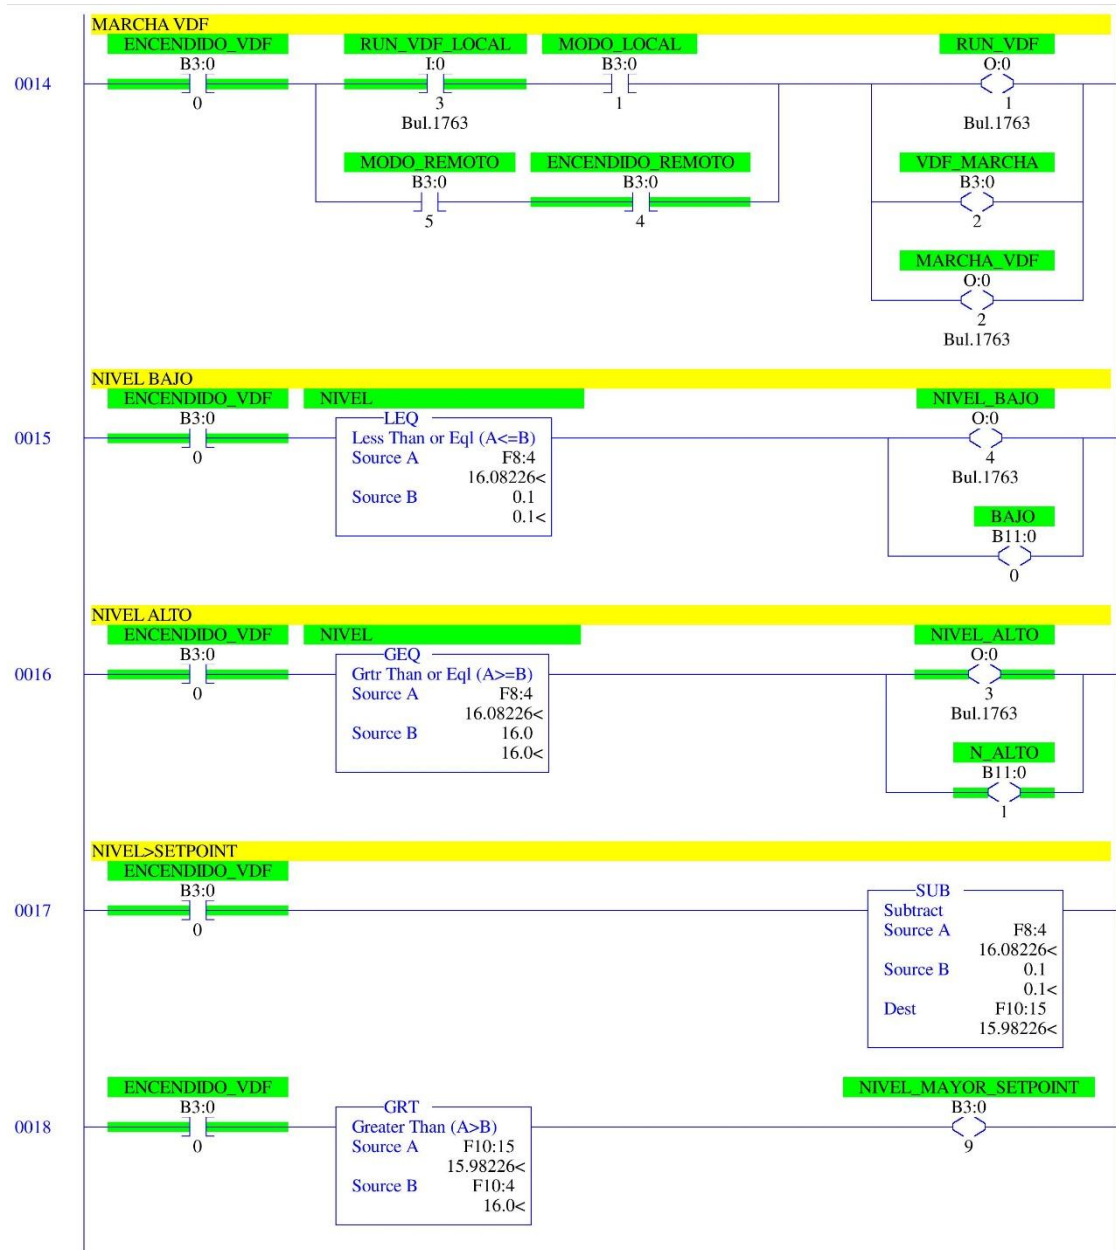 MARCHA VDF
ENCENDIDO_VDF RUN_VDF_LOCAL MODO_LOCAL RUN_VDF
B3:0 I:0 B3:0 O:0
0014
0 3 1 1
Bul.1763 Bul.1763
MODO_REMOTO ENCENDIDO_REMOTO VDF_MARCHA
B3:0 B3:0 B3:0
5 4 2
MARCHA_VDF
O:0
2
Bul.1763
NIVEL BAJO
ENCENDIDO_VDF NIVEL NIVEL_BAJO
B3:0 LEQ O:0
0015 Less Than or Eql (A<=B)
0 Source A F8:4 4
16.08226< Bul.1763
Source B 0.1
0.1< BAJO
B11:0
0
NIVEL ALTO
ENCENDIDO_VDF NIVEL NIVEL_ALTO
B3:0 GEQ O:0
0016 Grtr Than or Eql (A>=B)
0 Source A F8:4 3
16.08226< Bul.1763
Source B 16.0
16.0< N_ALTO
B11:0
1
NIVEL>SETPOINT
ENCENDIDO_VDF
B3:0 SUB
0017 Subtract
0 Source A F8:4
16.08226<
Source B 0.1
0.1<
Dest F10:15
15.98226<
ENCENDIDO_VDF NIVEL_MAYOR_SETPOINT
B3:0 GRT B3:0
0018 Greater Than (A>B)
0 Source A F10:15 9
15.98226<
Source B F10:4
16.0<